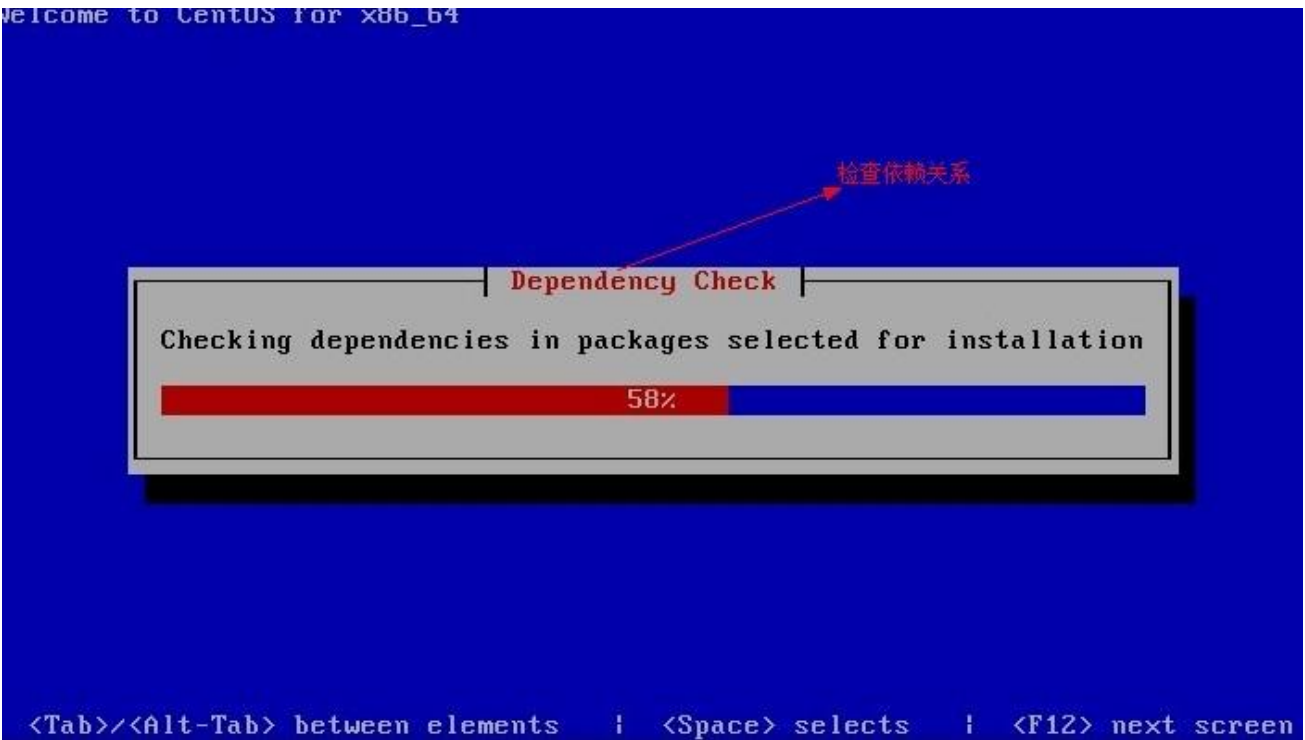 Welcome to CentOS for x86_64
检查依赖关系
Dependency Check
Checking dependencies in packages selected for installation
58%
<Tab>/<Alt-Tab> between elements | <Space> selects | <F12> next screen